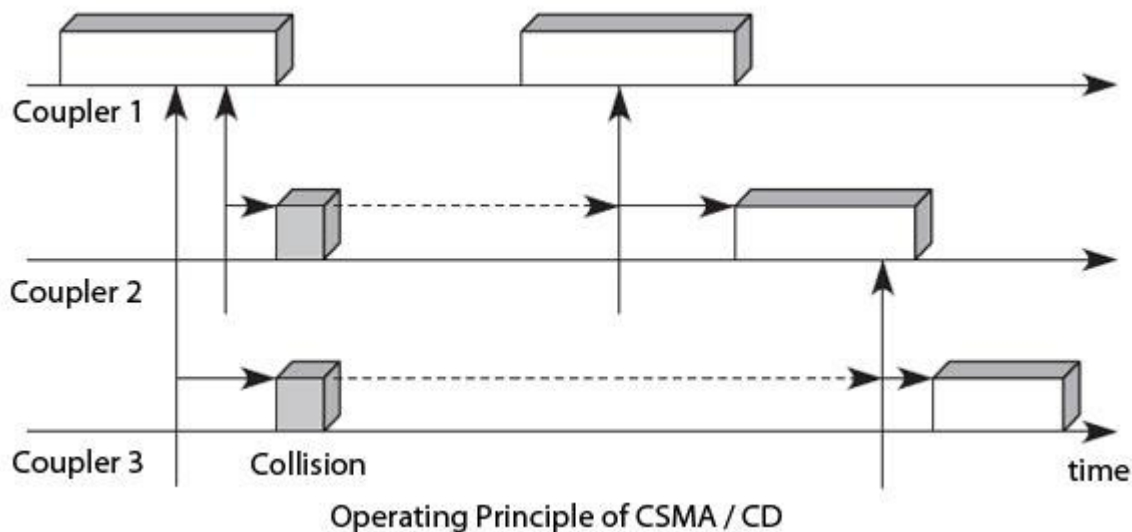 Coupler 1
Coupler 2
Coupler 3
Collision
time
Operating Principle of CSMA / CD